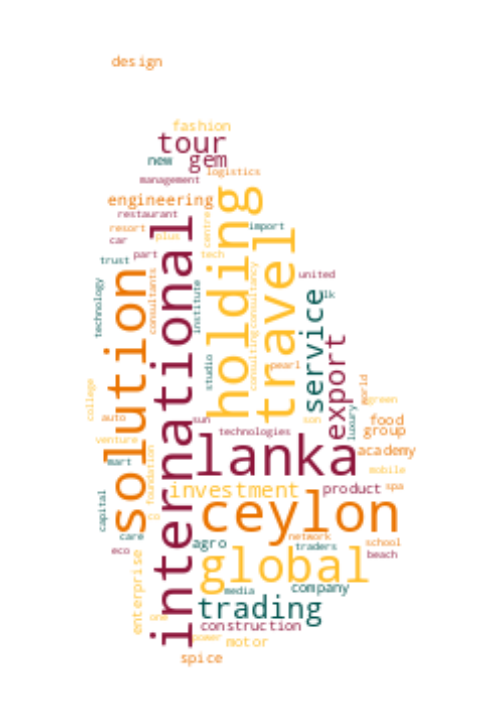 design
fashion
tour
new
gem
logistics
management
holding
engineering
restaurant
international
resort
plus
centre
import
car
travel
part
tech
trust
solution
consultants
consultancy
united
technology
institute
service
lk
studio
consulting
pearl
export
world
green
college
auto
sun
son
luxury
food
technologies
group
venture
lanka
academy
mart
foundation
mobile
investment
product
spa
capital
co
ceylon
care
network
school
agro
traders
eco
global
beach
enterprise
media
company
trading
one
construction
power
motor
spice